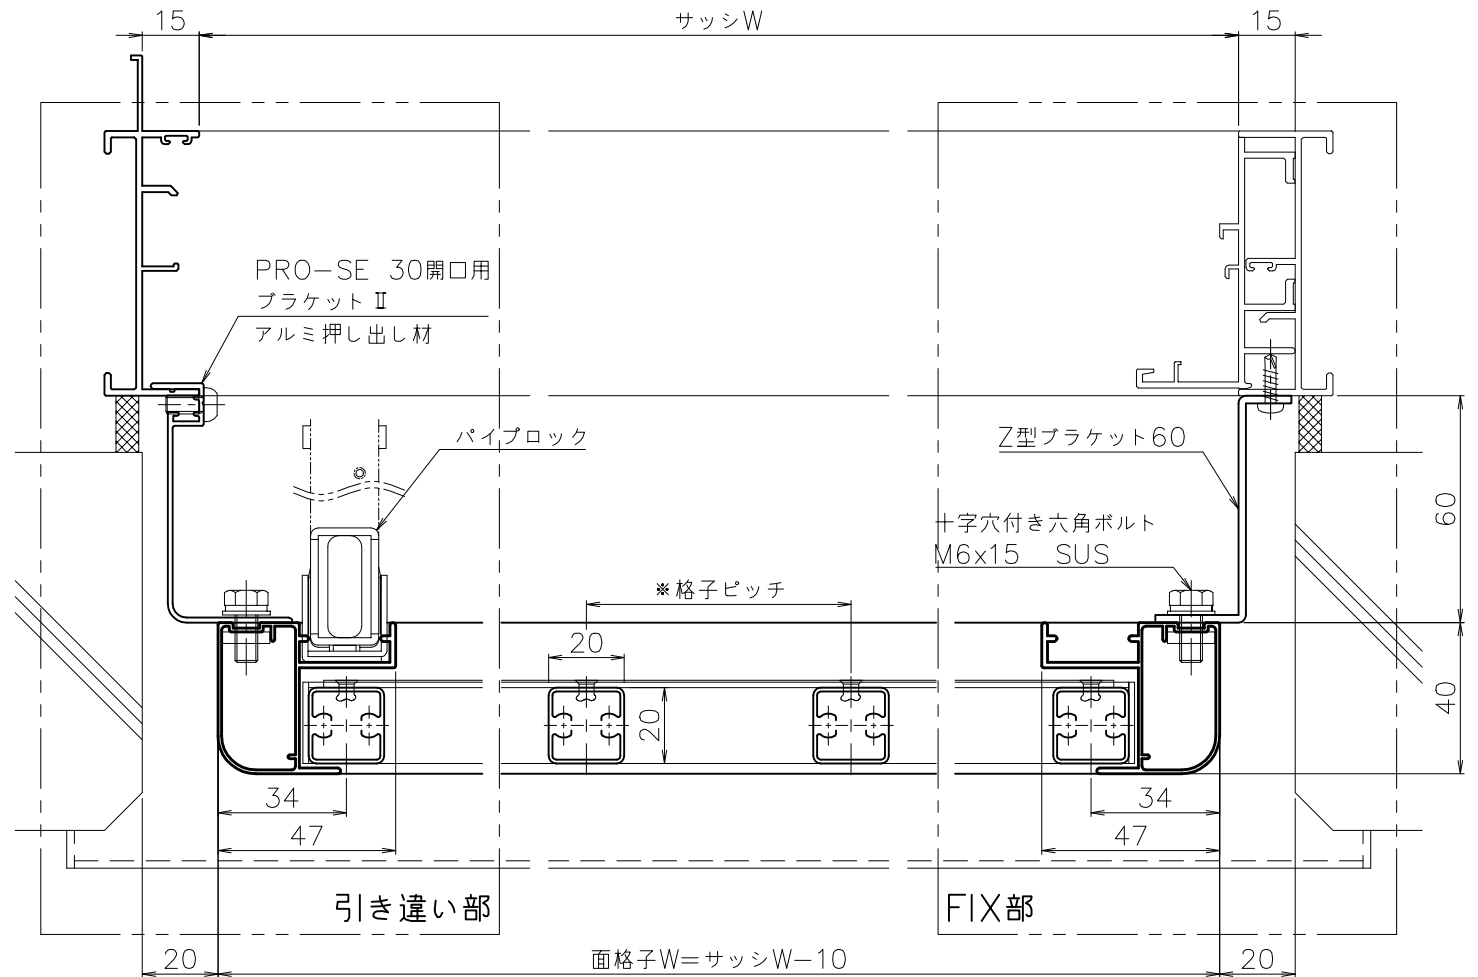 15
サッシW
15
PRO-SE 30開口用
ブラケットⅡ
アルミ押し出し材
パイプロック
Z型ブラケット60
十字穴付き六角ボルト
M6x15 SUS
60
※格子ピッチ
20
20
40
34
34
47
47
引き違い部
FIX部
20
面格子W=サッシW-10
20